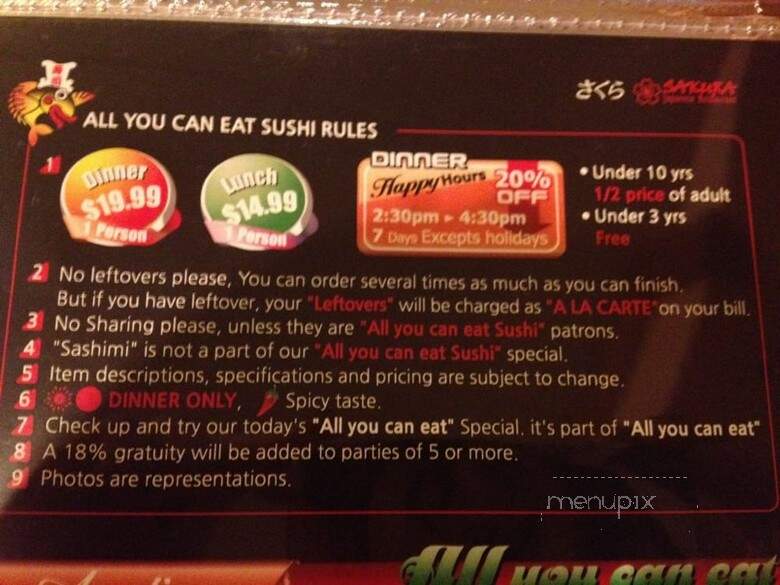 さくら SAKURA
ALL YOU CAN EAT SUSHI RULES
1
Dinner
$19.99
1 Person
Lunch
$14.99
1 Person
DINNER
Happy Hours 20% OFF
2:30pm ▸ 4:30pm
7 Days Excepts holidays
• Under 10 yrs
1/2 price of adult
• Under 3 yrs
Free
2 No leftovers please, You can order several times as much as you can finish.
But if you have leftover, your "Leftovers" will be charged as "A LA CARTE" on your bill.
3 No Sharing please, unless they are "All you can eat Sushi" patrons.
4 "Sashimi" is not a part of our "All you can eat Sushi" special.
5 Item descriptions, specifications and pricing are subject to change.
6 DINNER ONLY, Spicy taste.
7 Check up and try our today's "All you can eat" Special. it's part of "All you can eat"
8 A 18% gratuity will be added to parties of 5 or more.
9 Photos are representations.
menupix
All you can eat